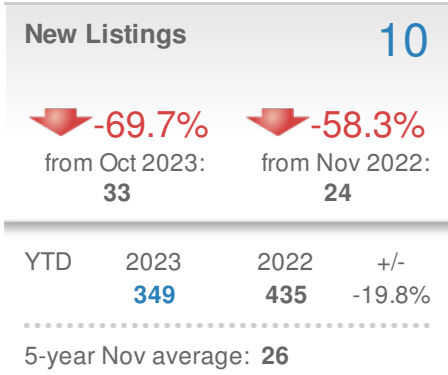 New Listings 10
-69.7% -58.3%
from Oct 2023: from Nov 2022:
33 24
YTD 2023 2022 +/-
349 435 -19.8%
5-year Nov average: 26